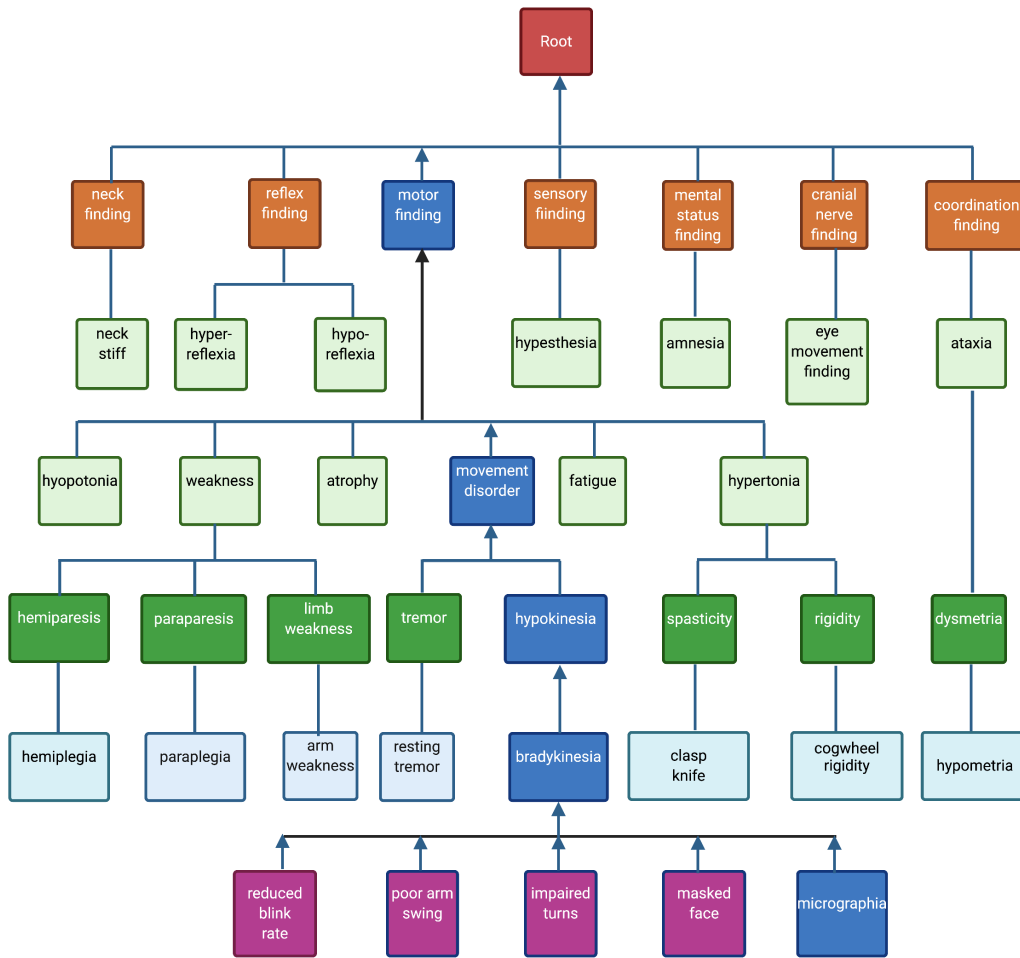 Root
neck
finding
reflex
finding
motor
finding
sensory
fiinding
mental
status
finding
cranial
nerve
finding
coordination
finding
neck
stiff
hyper-
reflexia
hypo-
reflexia
hypesthesia
amnesia
eye
movement
finding
ataxia
hyopotonia
weakness
atrophy
movement
disorder
fatigue
hypertonia
hemiparesis
paraparesis
limb
weakness
tremor
hypokinesia
spasticity
rigidity
dysmetria
hemiplegia
paraplegia
arm
weakness
resting
tremor
bradykinesia
clasp
knife
cogwheel
rigidity
hypometria
reduced
blink
rate
poor arm
swing
impaired
turns
masked
face
micrographia